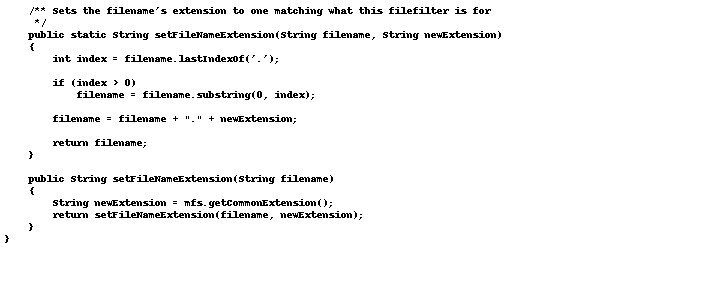 /** Sets the filename's extension to one matching what this filefilter is for
*/
public static String setFileNameExtension(String filename, String newExtension)
{
int index = filename.lastIndexOf('.');
if (index > 0)
filename = filename.substring(0, index);
filename = filename + "." + newExtension;
return filename;
}
public String setFileNameExtension(String filename)
{
String newExtension = mfs.getCommonExtension();
return setFileNameExtension(filename, newExtension);
}
}